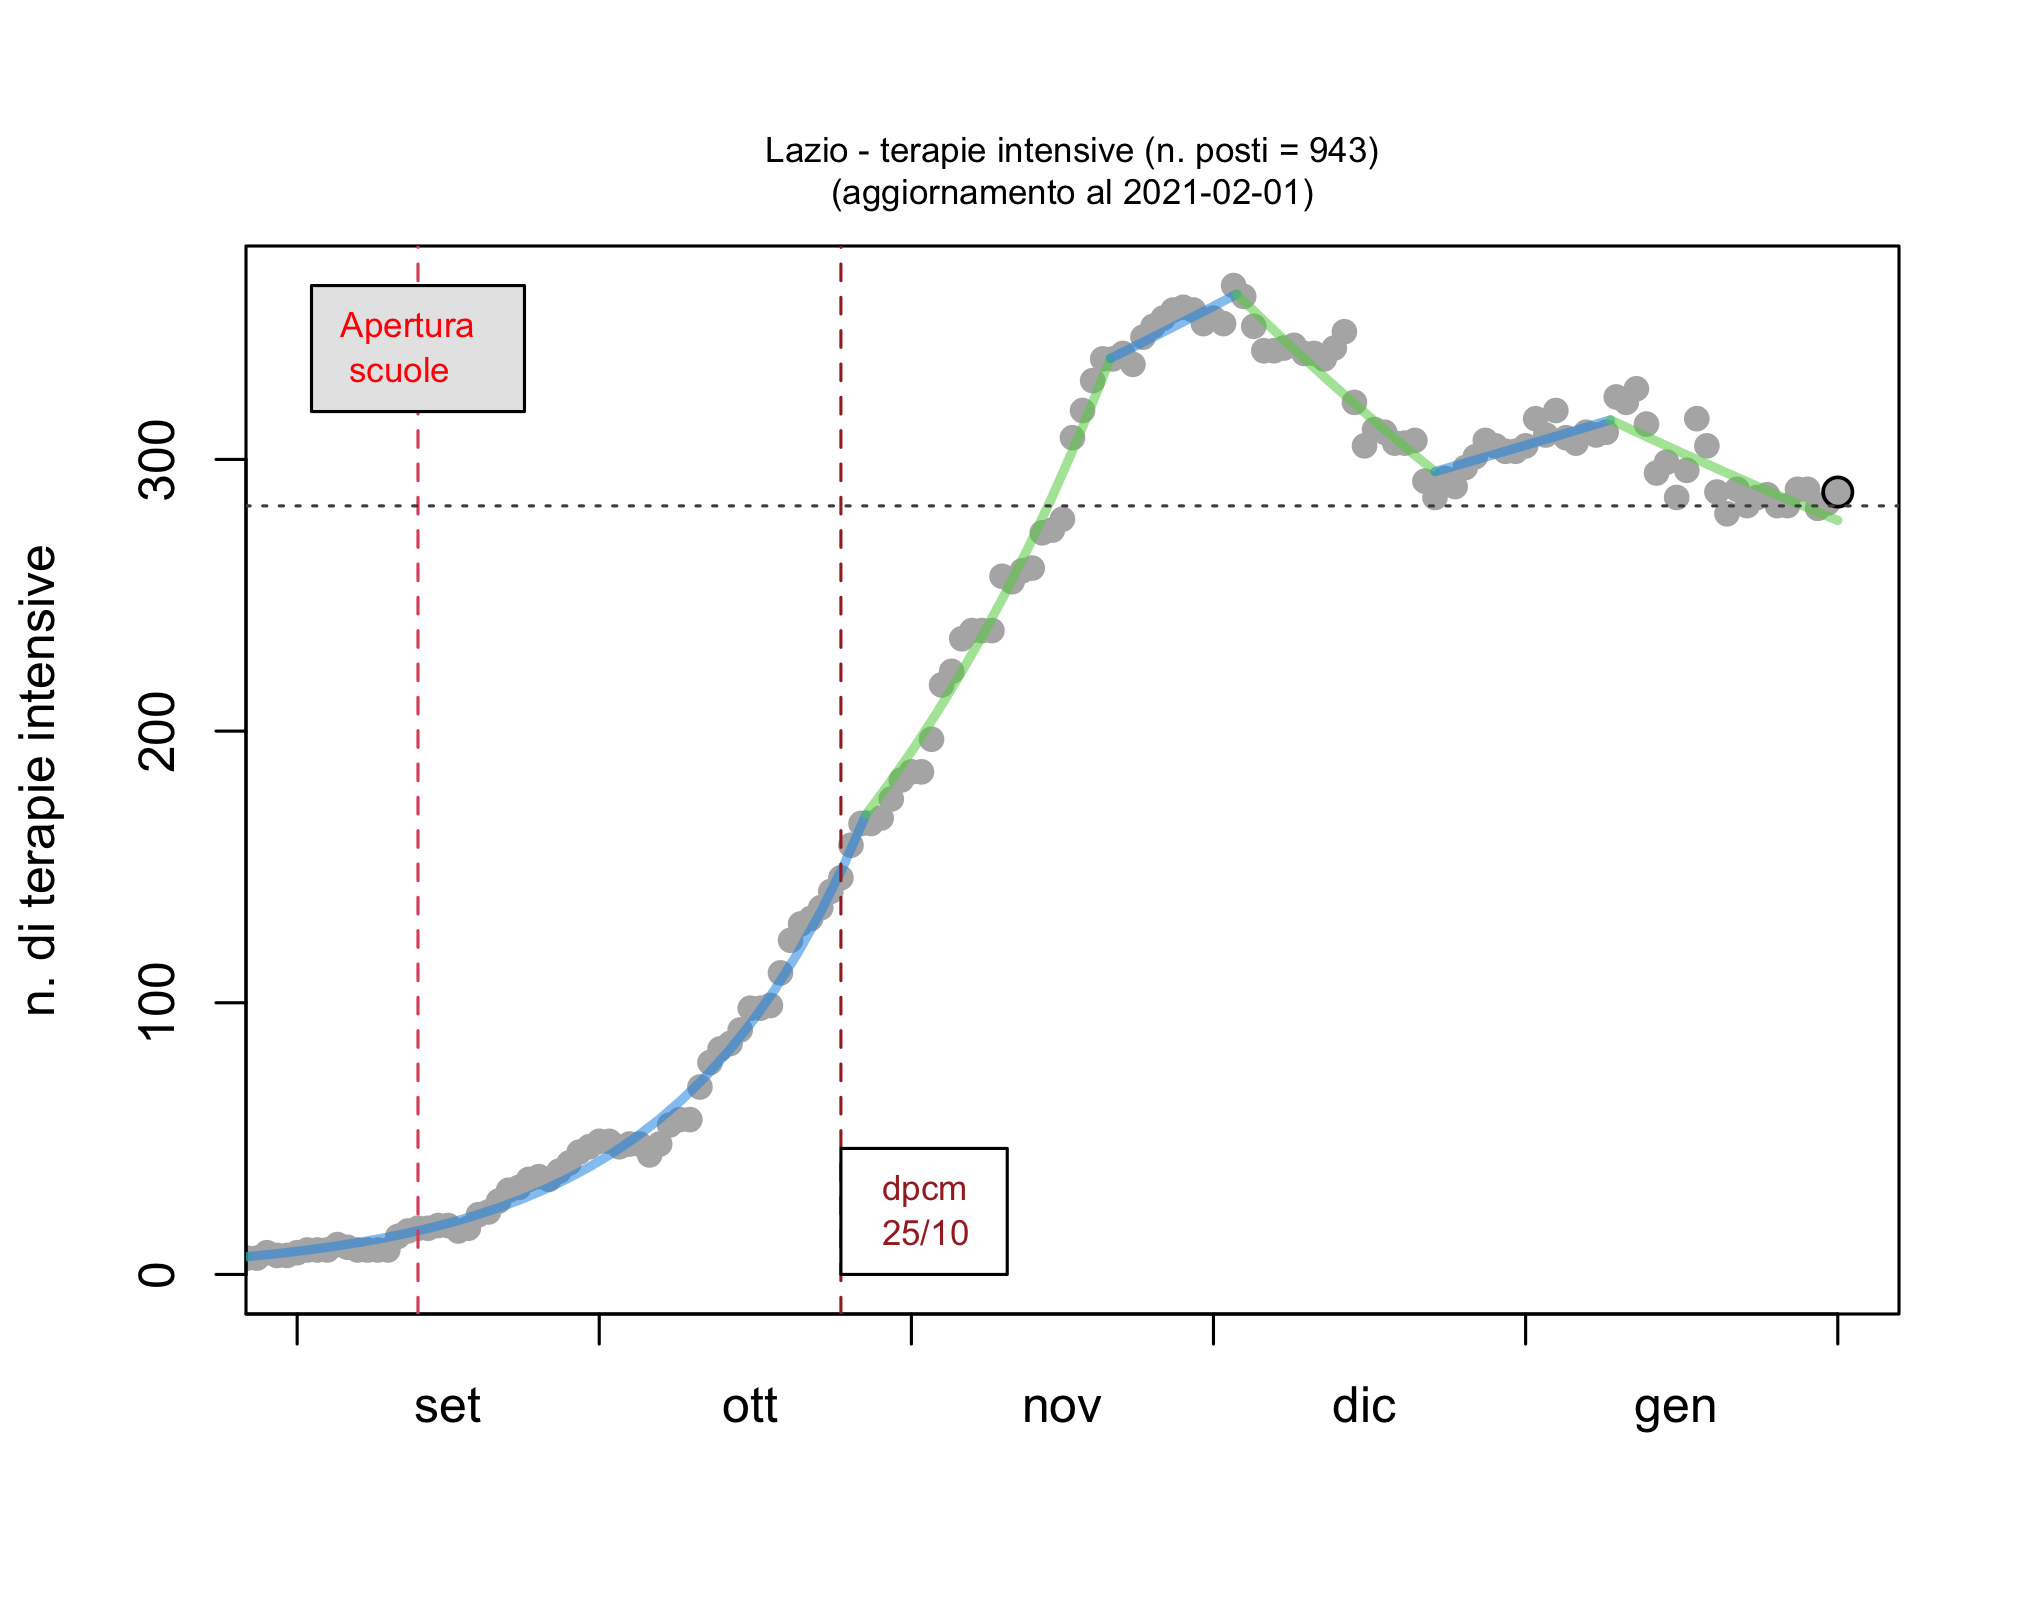 Lazio - terapie intensive (n. posti = 943)
(aggiornamento al 2021-02-01)
Apertura
scuole
n. di terapie intensive
300
200
100
0
dpcm
25/10
set ott nov dic gen